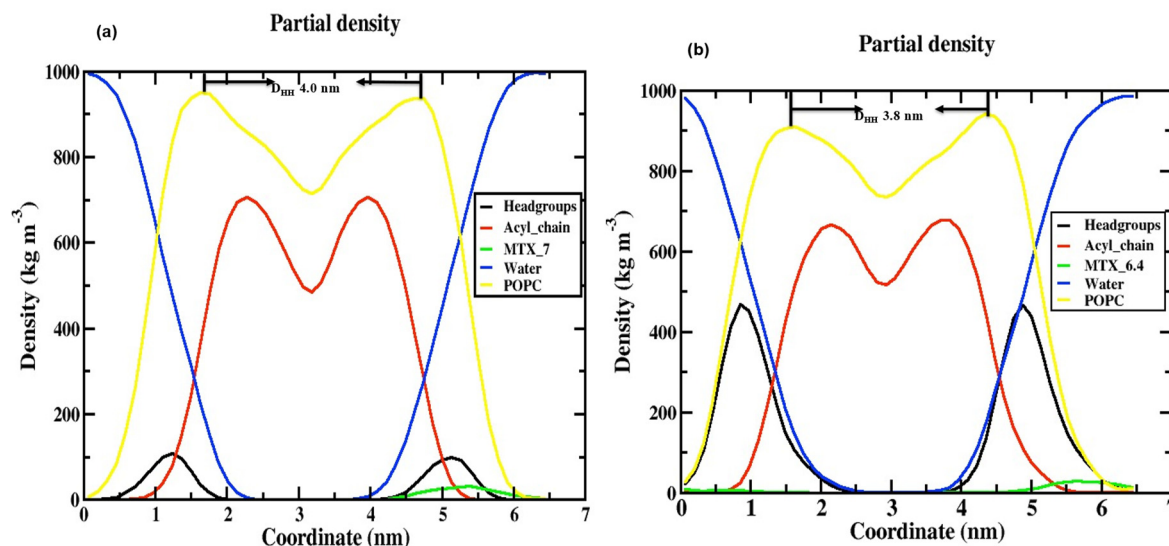 (a)
Partial density
D_HH 4.0 nm
1000
800
600
400
200
0
Density (kg m⁻³)
Headgroups
Acyl_chain
MTX_7
Water
POPC
0 1 2 3 4 5 6 7
Coordinate (nm)
(b)
Partial density
D_HH 3.8 nm
1000
800
600
400
200
0
Density (kg m⁻³)
Headgroups
Acyl_chain
MTX_6.4
Water
POPC
0 1 2 3 4 5 6 7
Coordinate (nm)